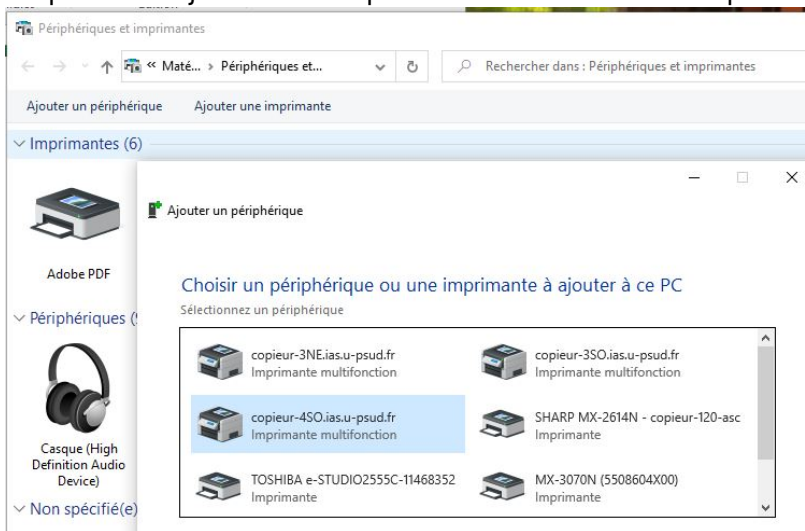 Périphériques et imprimantes
« Maté... › Périphériques et...
Rechercher dans : Périphériques et imprimantes
Ajouter un périphérique Ajouter une imprimante
Imprimantes (6)
Adobe PDF
Périphériques (
Casque (High
Definition Audio
Device)
Non spécifié(e)
Ajouter un périphérique
Choisir un périphérique ou une imprimante à ajouter à ce PC
Sélectionnez un périphérique
copieur-3NE.ias.u-psud.fr
Imprimante multifonction
copieur-3SO.ias.u-psud.fr
Imprimante multifonction
copieur-4SO.ias.u-psud.fr
Imprimante multifonction
SHARP MX-2614N - copieur-120-asc
Imprimante
TOSHIBA e-STUDIO2555C-11468352
Imprimante
MX-3070N (5508604X00)
Imprimante